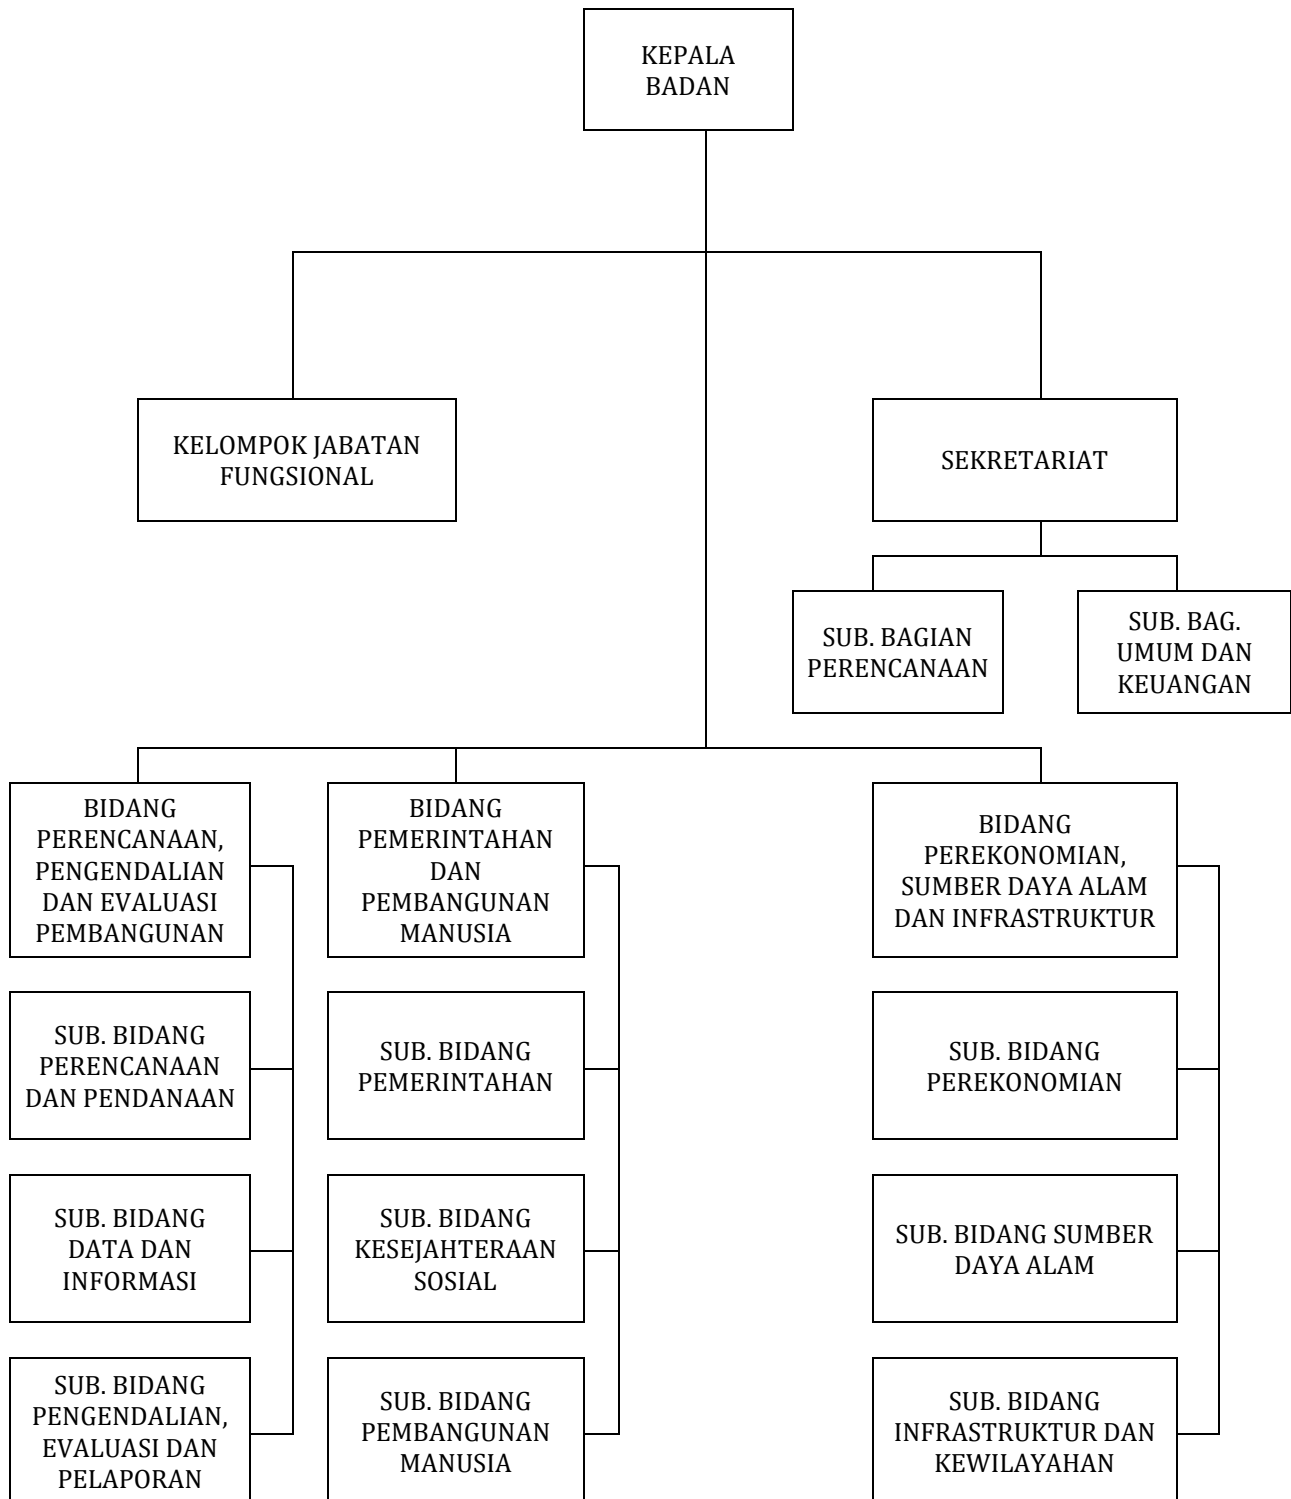 KEPALA
BADAN
KELOMPOK JABATAN
FUNGSIONAL
SEKRETARIAT
SUB. BAGIAN
PERENCANAAN
SUB. BAG.
UMUM DAN
KEUANGAN
BIDANG
PERENCANAAN,
PENGENDALIAN
DAN EVALUASI
PEMBANGUNAN
BIDANG
PEMERINTAHAN
DAN
PEMBANGUNAN
MANUSIA
BIDANG
PEREKONOMIAN,
SUMBER DAYA ALAM
DAN INFRASTRUKTUR
SUB. BIDANG
PERENCANAAN
DAN PENDANAAN
SUB. BIDANG
PEMERINTAHAN
SUB. BIDANG
PEREKONOMIAN
SUB. BIDANG
DATA DAN
INFORMASI
SUB. BIDANG
KESEJAHTERAAN
SOSIAL
SUB. BIDANG SUMBER
DAYA ALAM
SUB. BIDANG
PENGENDALIAN,
EVALUASI DAN
PELAPORAN
SUB. BIDANG
PEMBANGUNAN
MANUSIA
SUB. BIDANG
INFRASTRUKTUR DAN
KEWILAYAHAN